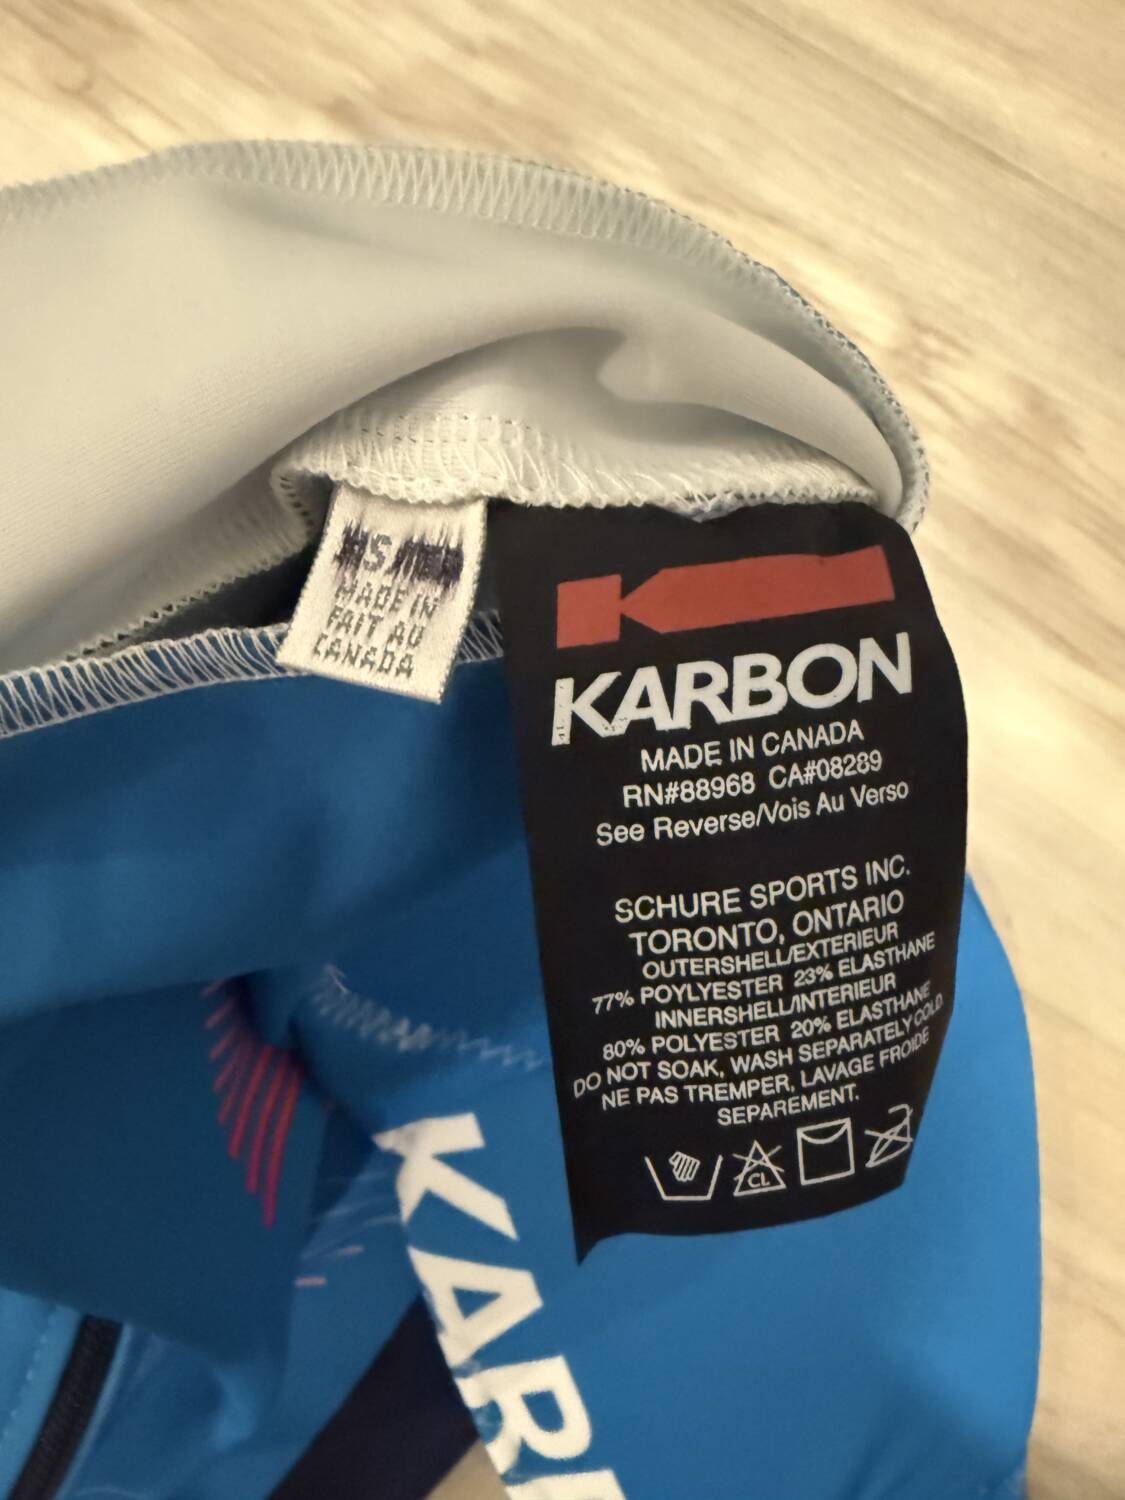 S
MADE IN
FAIT AU
CANADA
KARBON
MADE IN CANADA
RN#88968 CA#08289
See Reverse/Vois Au Verso
SCHURE SPORTS INC.
TORONTO, ONTARIO
OUTERSHELL/EXTERIEUR
77% POYLYESTER 23% ELASTHANE
INNERSHELL/INTERIEUR
80% POLYESTER 20% ELASTHANE
DO NOT SOAK, WASH SEPARATELY COLD.
NE PAS TREMPER, LAVAGE FROIDE
SEPAREMENT.
CL
KARB